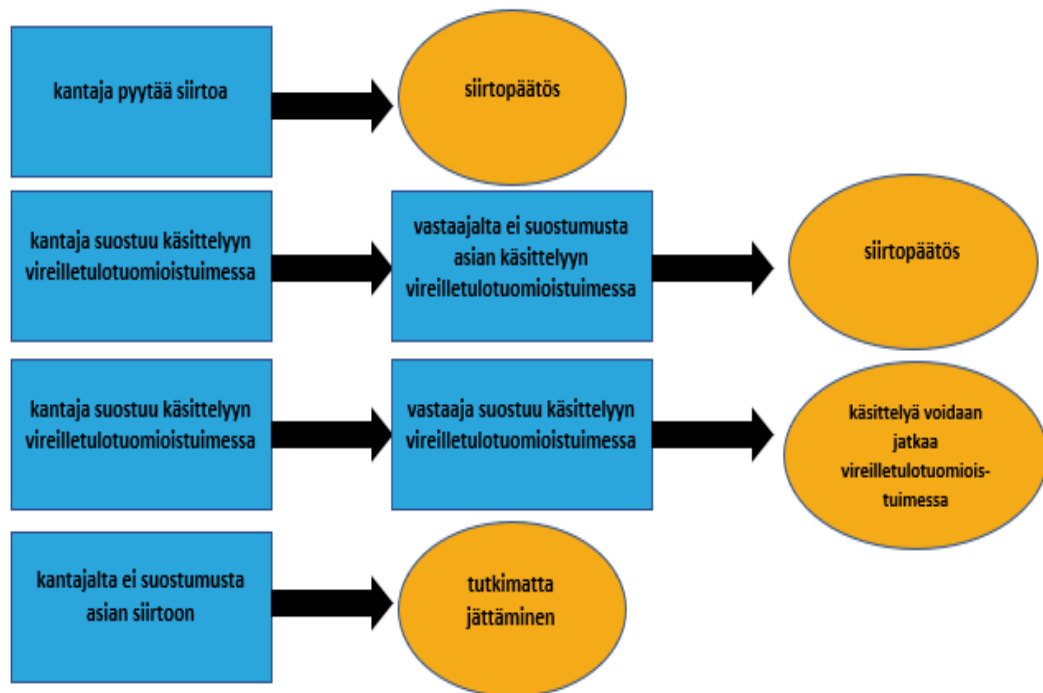 kantaja pyytää siirtoa
siirtopäätös
kantaja suostuu käsittelyyn
vireilletulotuomioistuimessa
vastaajalta ei suostumusta
asian käsittelyyn
vireilletulotuomioistuimessa
siirtopäätös
kantaja suostuu käsittelyyn
vireilletulotuomioistuimessa
vastaaja suostuu käsittelyyn
vireilletulotuomioistuimessa
käsittelyä voidaan
jatkaa
vireilletulotuomiois-
tuimessa
kantajalta ei suostumusta
asian siirtoon
tutkimatta
jättäminen